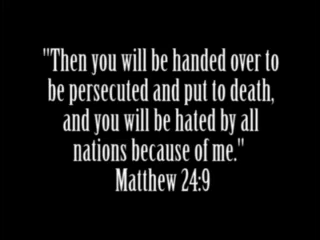 "Then you will be handed over to
be persecuted and put to death,
and you will be hated by all
nations because of me."
Matthew 24:9